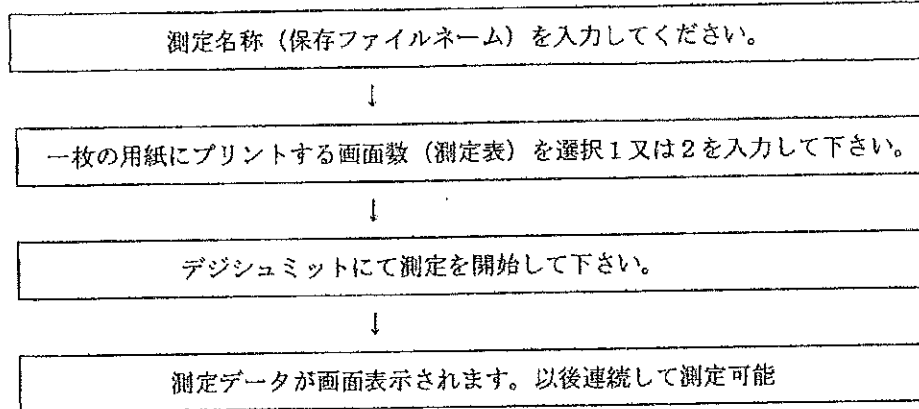 測定名称（保存ファイルネーム）を入力してください。
↓
一枚の用紙にプリントする画面数（測定表）を選択1又は2を入力して下さい。
↓
デジシュミットにて測定を開始して下さい。
↓
測定データが画面表示されます。以後連続して測定可能